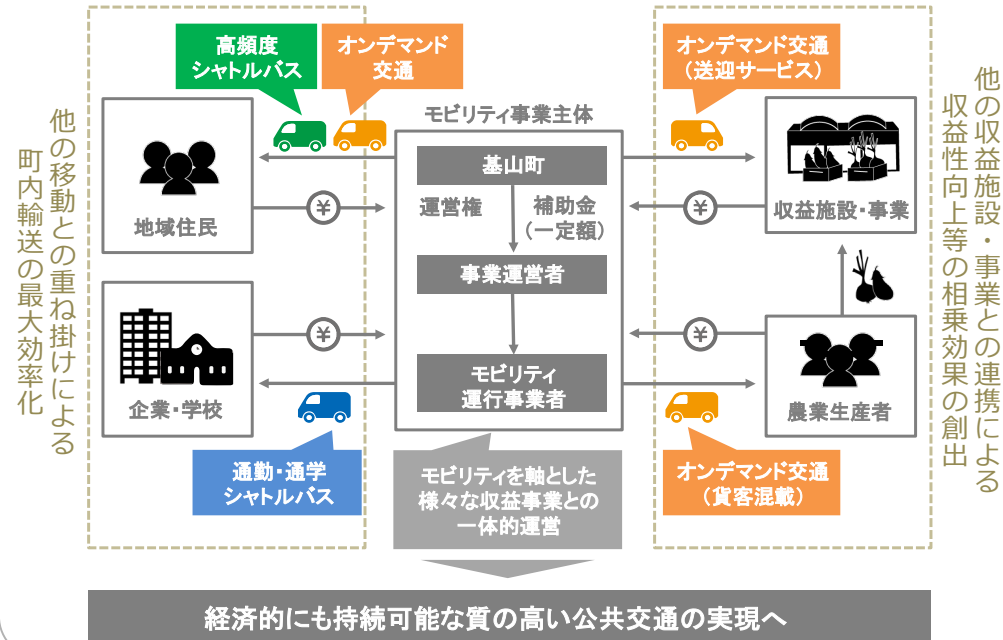 他の移動との重ね掛けによる
町内輸送の最大効率化
高頻度
シャトルバス
オンデマンド
交通
地域住民
¥
企業・学校
¥
通勤・通学
シャトルバス
モビリティ事業主体
基山町
運営権
補助金
（一定額）
事業運営者
モビリティ
運行事業者
モビリティを軸とした
様々な収益事業との
一体的運営
オンデマンド交通
（送迎サービス）
収益施設・事業
¥
¥
農業生産者
オンデマンド交通
（貨客混載）
他の収益施設・事業との連携による
収益性向上等の相乗効果の創出
経済的にも持続可能な質の高い公共交通の実現へ